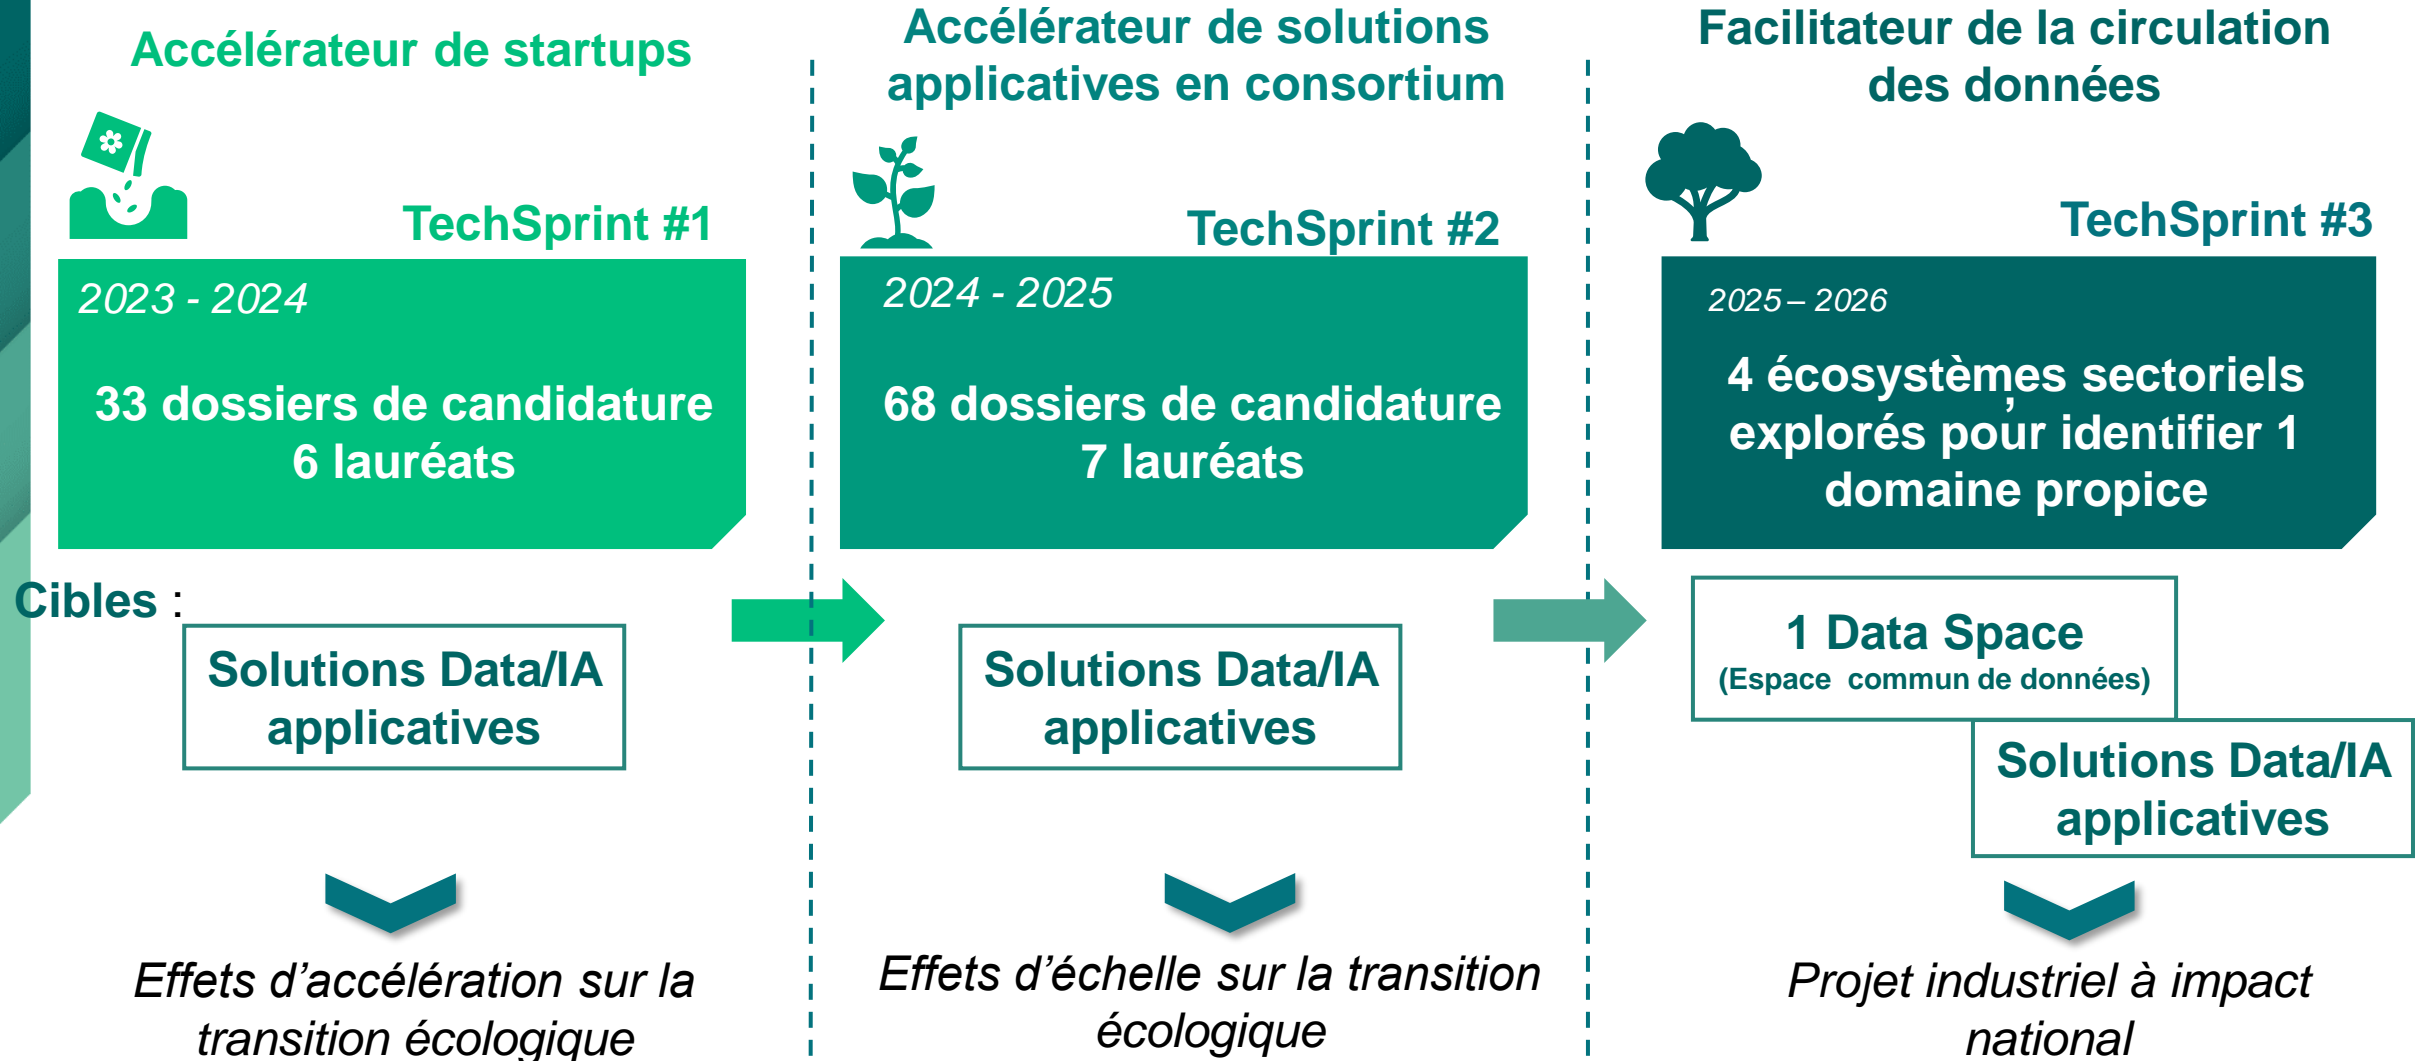 Accélérateur de startups
TechSprint #1
2023 - 2024
33 dossiers de candidature
6 lauréats
Cibles :
Solutions Data/IA
applicatives
Effets d’accélération sur la
transition écologique
Accélérateur de solutions
applicatives en consortium
TechSprint #2
2024 - 2025
68 dossiers de candidature
7 lauréats
Solutions Data/IA
applicatives
Effets d’échelle sur la transition
écologique
Facilitateur de la circulation
des données
TechSprint #3
2025 – 2026
4 écosystèmes sectoriels
,
explorés pour identifier 1
domaine propice
1 Data Space
(Espace commun de données)
Solutions Data/IA
applicatives
Projet industriel à impact
national